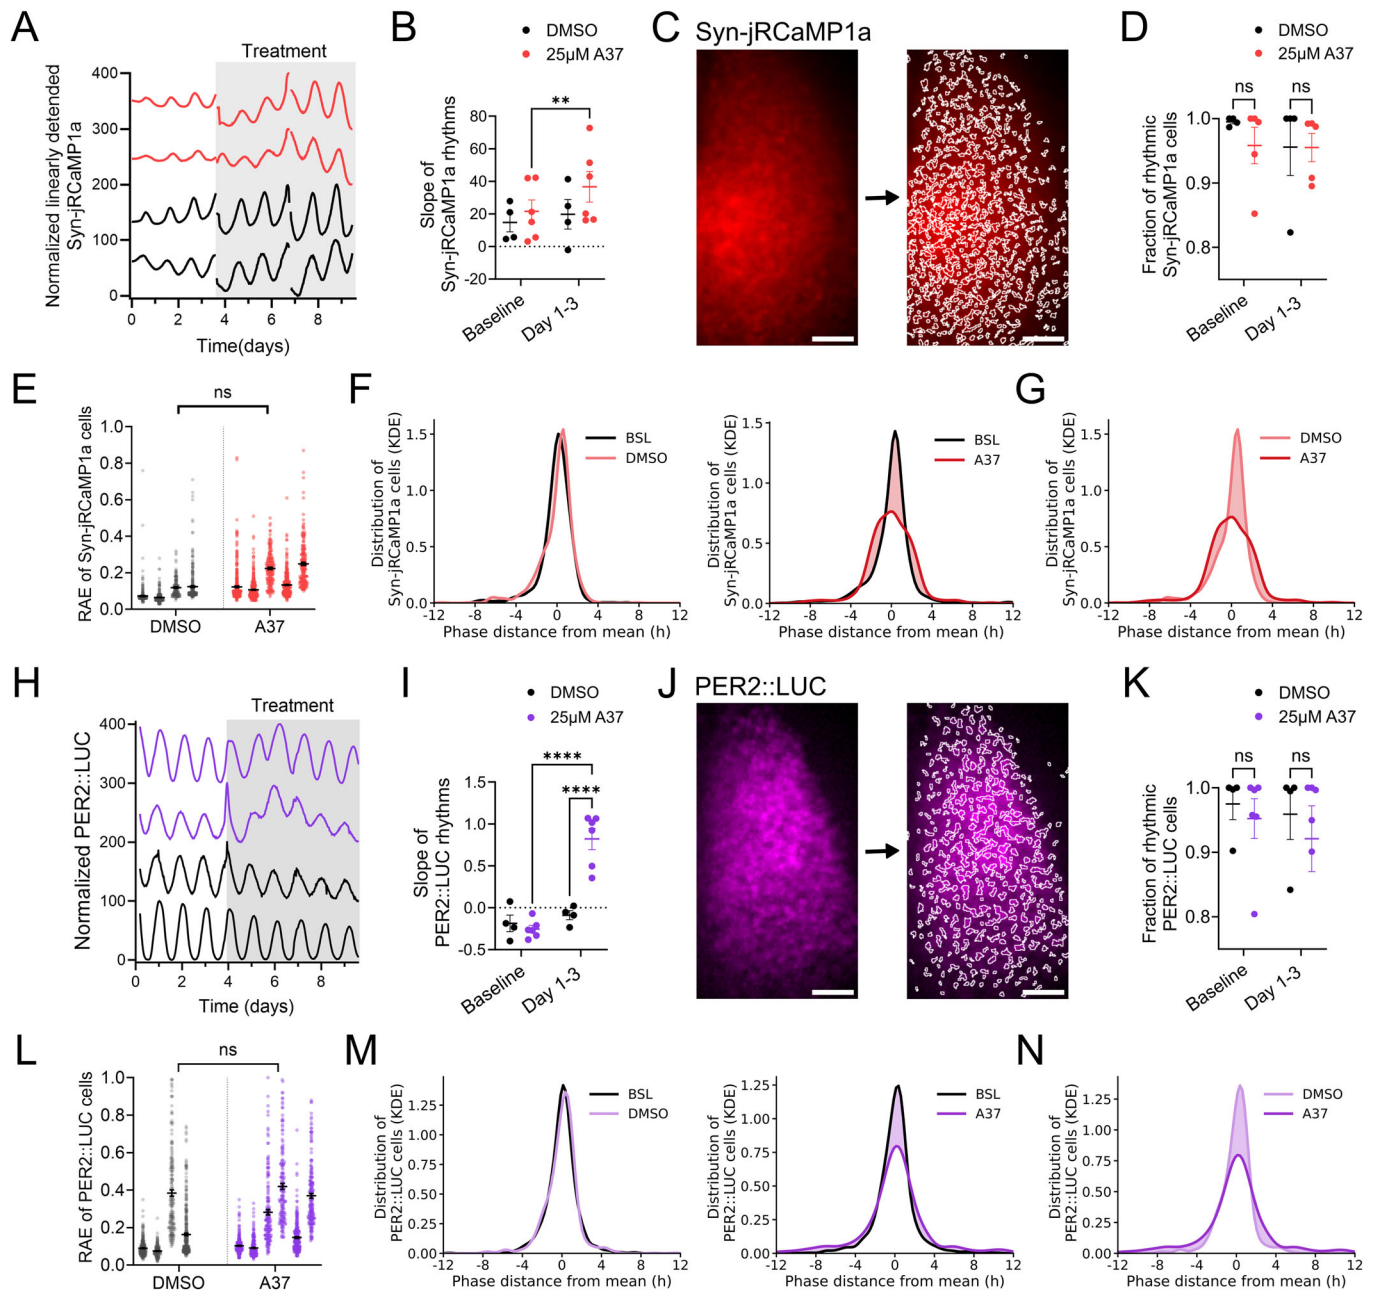 A
Treatment
Normalized linearly detended
Syn-jRCaMP1a
400
300
200
100
0
0 2 4 6 8
Time(days)
B
DMSO
25μM A37
**
Slope of
Syn-jRCaMP1a rhythms
80
60
40
20
0
-20
Baseline
Day 1-3
C
Syn-jRCaMP1a
D
DMSO
25μM A37
ns ns
Fraction of rhythmic
Syn-jRCaMP1a cells
1.0
0.9
0.8
Baseline
Day 1-3
E
ns
RAE of Syn-jRCaMP1a cells
1.0
0.8
0.6
0.4
0.2
0.0
DMSO A37
F
Distribution of
Syn-jRCaMP1a cells (KDE)
1.5
1.0
0.5
0.0
-12 -8 -4 0 4 8 12
Phase distance from mean (h)
BSL
DMSO
Distribution of
Syn-jRCaMP1a cells (KDE)
1.5
1.0
0.5
0.0
-12 -8 -4 0 4 8 12
Phase distance from mean (h)
BSL
A37
G
Distribution of
Syn-jRCaMP1a cells (KDE)
1.5
1.0
0.5
0.0
-12 -8 -4 0 4 8 12
Phase distance from mean (h)
DMSO
A37
H
Treatment
Normalized PER2::LUC
400
300
200
100
0
0 2 4 6 8
Time (days)
I
DMSO
25μM A37
****
****
Slope of
PER2::LUC rhythms
1.5
1.0
0.5
0.0
-0.5
Baseline
Day 1-3
J
PER2::LUC
K
DMSO
25μM A37
ns ns
Fraction of rhythmic
PER2::LUC cells
1.0
0.9
0.8
Baseline
Day 1-3
L
ns
RAE of PER2::LUC cells
1.0
0.8
0.6
0.4
0.2
0.0
DMSO A37
M
Distribution of
PER2::LUC cells (KDE)
1.25
1.00
0.75
0.50
0.25
0.00
-12 -8 -4 0 4 8 12
Phase distance from mean (h)
BSL
DMSO
Distribution of
PER2::LUC cells (KDE)
1.25
1.00
0.75
0.50
0.25
0.00
-12 -8 -4 0 4 8 12
Phase distance from mean (h)
BSL
A37
N
Distribution of
PER2::LUC cells (KDE)
1.25
1.00
0.75
0.50
0.25
0.00
-12 -8 -4 0 4 8 12
Phase distance from mean (h)
DMSO
A37